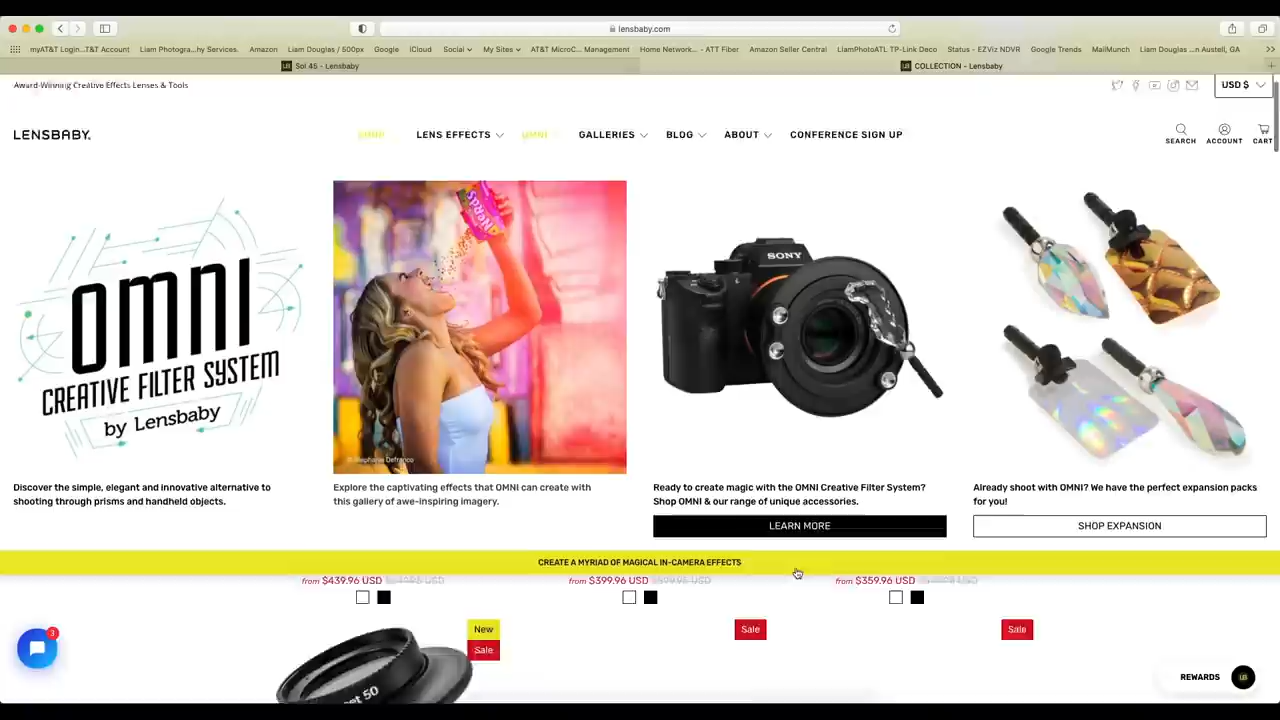 lensbaby.com
myAT&T Login...T&T Account Liam Photogra...hy Services. Amazon Liam Douglas / 500px Google iCloud Social My Sites AT&T MicroC... Management Home Network... - ATT Fiber Amazon Seller Central LiamPhotoATL TP-Link Deco Status - EZViz NDVR Google Trends MailMunch Liam Douglas ...n Austell, GA
Sol 45 - Lensbaby COLLECTION - Lensbaby
Award-Winning Creative Effects Lenses & Tools USD $
LENSBABY. SHOP LENS EFFECTS OMNI GALLERIES BLOG ABOUT CONFERENCE SIGN UP
SEARCH ACCOUNT CART
OMNI
CREATIVE FILTER SYSTEM
by Lensbaby
NeRds
© Stephanie Defranco
SONY
Discover the simple, elegant and innovative alternative to
shooting through prisms and handheld objects.
Explore the captivating effects that OMNI can create with
this gallery of awe-inspiring imagery.
Ready to create magic with the OMNI Creative Filter System?
Shop OMNI & our range of unique accessories.
LEARN MORE
Already shoot with OMNI? We have the perfect expansion packs
for you!
SHOP EXPANSION
CREATE A MYRIAD OF MAGICAL IN-CAMERA EFFECTS
from $439.96 USD from $399.96 USD from $359.96 USD
New
Sale Sale Sale
et 50
3
REWARDS